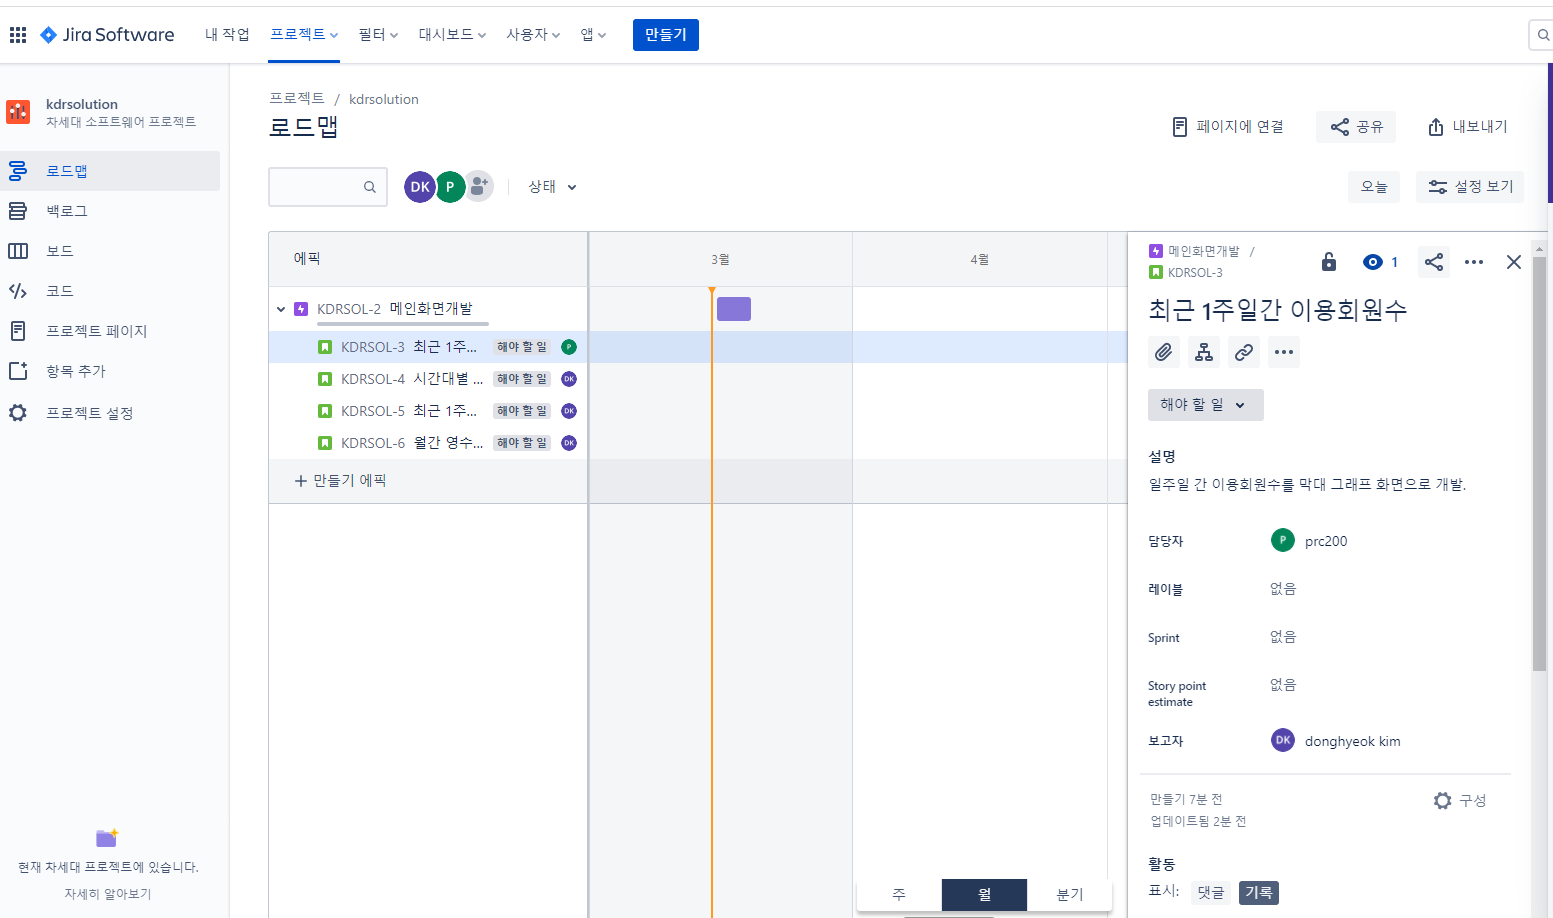 Jira Software
내 작업
프로젝트
필터
대시보드
사용자
앱
만들기
kdrsolution
차세대 소프트웨어 프로젝트
로드맵
백로그
보드
코드
프로젝트 페이지
항목 추가
프로젝트 설정
현재 차세대 프로젝트에 있습니다.
자세히 알아보기
프로젝트 / kdrsolution
로드맵
페이지에 연결
공유
내보내기
DK
P
상태
오늘
설정 보기
에픽
3월
4월
KDRSOL-2 메인화면개발
KDRSOL-3 최근 1주... 해야 할 일 P
KDRSOL-4 시간대별 ... 해야 할 일 DK
KDRSOL-5 최근 1주... 해야 할 일 DK
KDRSOL-6 월간 영수... 해야 할 일 DK
만들기 에픽
주
월
분기
메인화면개발 /
KDRSOL-3
1
최근 1주일간 이용회원수
해야 할 일
설명
일주일 간 이용회원수를 막대 그래프 화면으로 개발.
담당자 P prc200
레이블 없음
Sprint 없음
Story point
estimate
없음
보고자 DK donghyeok kim
만들기 7분 전
업데이트됨 2분 전
구성
활동
표시: 댓글 기록